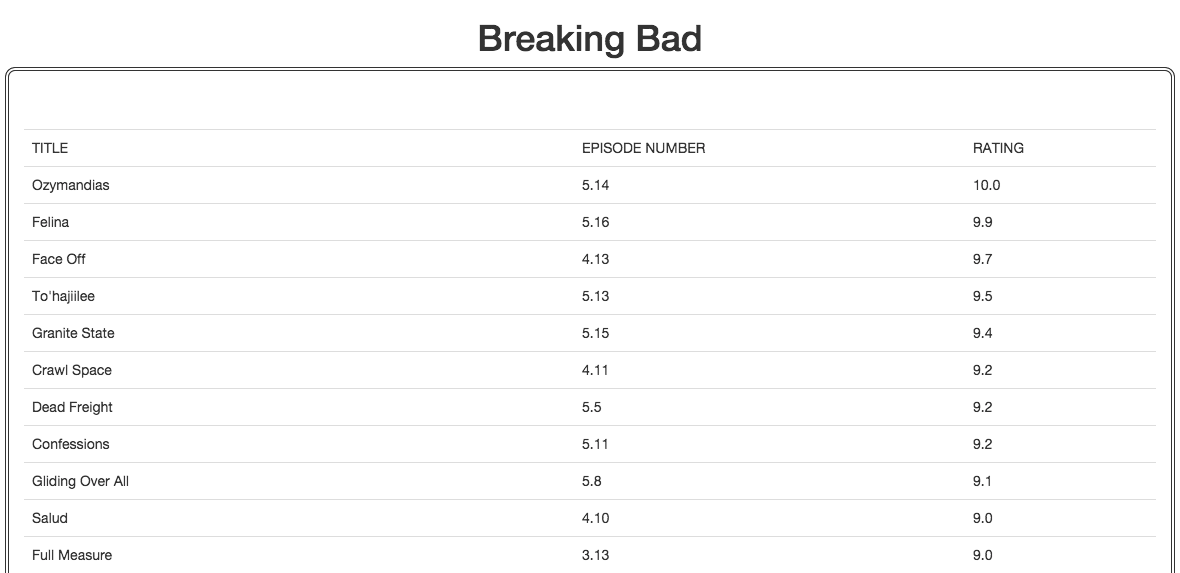 Breaking Bad
TITLE EPISODE NUMBER RATING
Ozymandias 5.14 10.0
Felina 5.16 9.9
Face Off 4.13 9.7
To'hajiilee 5.13 9.5
Granite State 5.15 9.4
Crawl Space 4.11 9.2
Dead Freight 5.5 9.2
Confessions 5.11 9.2
Gliding Over All 5.8 9.1
Salud 4.10 9.0
Full Measure 3.13 9.0